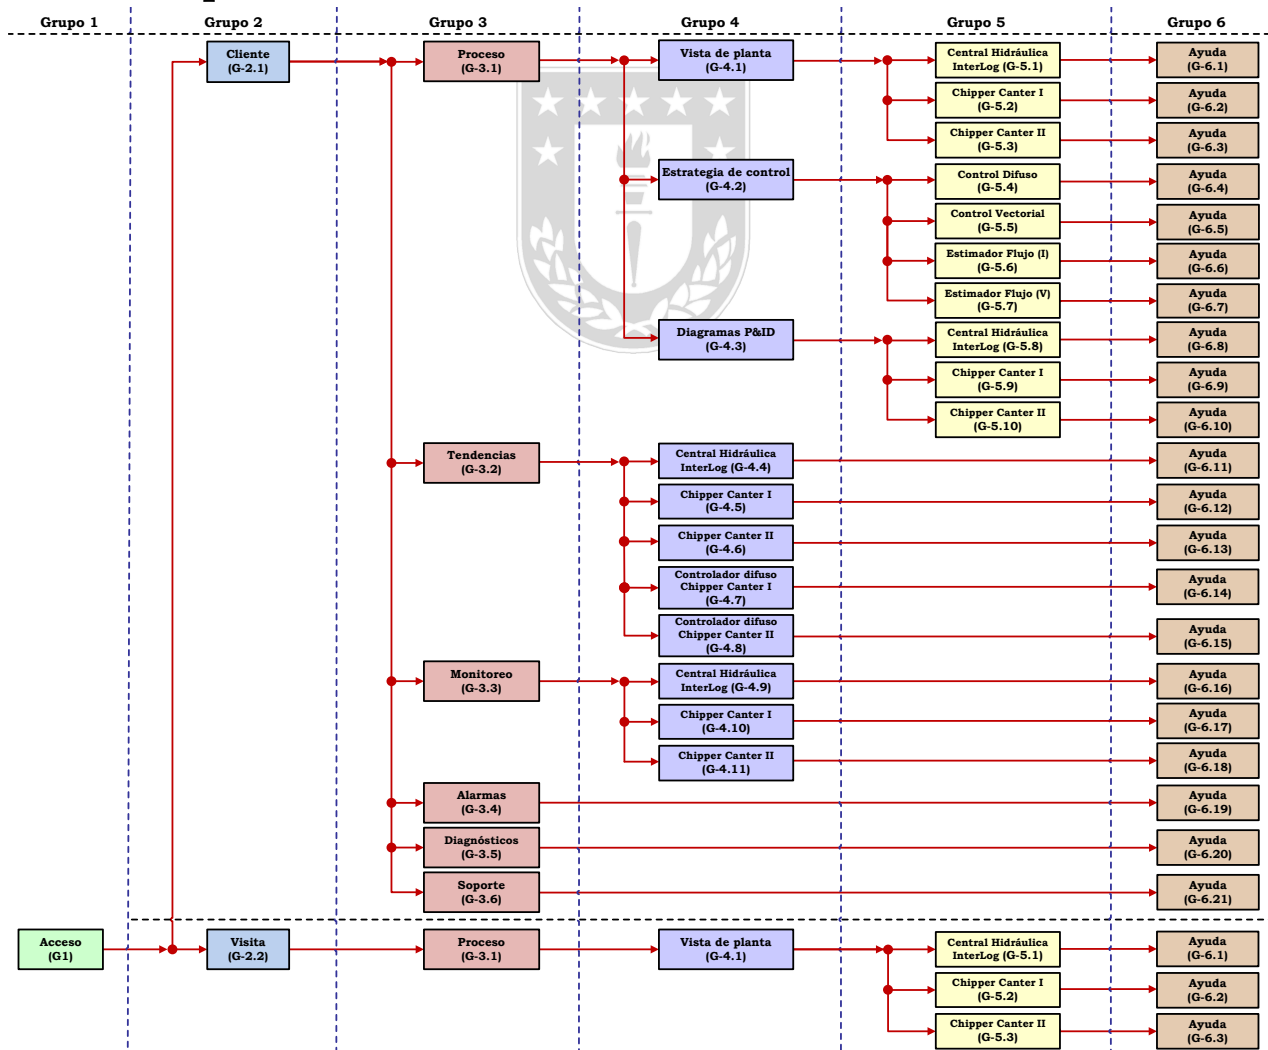 Grupo 1
Grupo 2
Grupo 3
Grupo 4
Grupo 5
Grupo 6
Cliente
(G-2.1)
Proceso
(G-3.1)
Vista de planta
(G-4.1)
Central Hidráulica
InterLog (G-5.1)
Ayuda
(G-6.1)
Chipper Canter I
(G-5.2)
Ayuda
(G-6.2)
Chipper Canter II
(G-5.3)
Ayuda
(G-6.3)
Estrategia de control
(G-4.2)
Control Difuso
(G-5.4)
Ayuda
(G-6.4)
Control Vectorial
(G-5.5)
Ayuda
(G-6.5)
Estimador Flujo (I)
(G-5.6)
Ayuda
(G-6.6)
Estimador Flujo (V)
(G-5.7)
Ayuda
(G-6.7)
Diagramas P&ID
(G-4.3)
Central Hidráulica
InterLog (G-5.8)
Ayuda
(G-6.8)
Chipper Canter I
(G-5.9)
Ayuda
(G-6.9)
Chipper Canter II
(G-5.10)
Ayuda
(G-6.10)
Tendencias
(G-3.2)
Central Hidráulica
InterLog (G-4.4)
Ayuda
(G-6.11)
Chipper Canter I
(G-4.5)
Ayuda
(G-6.12)
Chipper Canter II
(G-4.6)
Ayuda
(G-6.13)
Controlador difuso
Chipper Canter I
(G-4.7)
Ayuda
(G-6.14)
Controlador difuso
Chipper Canter II
(G-4.8)
Ayuda
(G-6.15)
Monitoreo
(G-3.3)
Central Hidráulica
InterLog (G-4.9)
Ayuda
(G-6.16)
Chipper Canter I
(G-4.10)
Ayuda
(G-6.17)
Chipper Canter II
(G-4.11)
Ayuda
(G-6.18)
Alarmas
(G-3.4)
Ayuda
(G-6.19)
Diagnósticos
(G-3.5)
Ayuda
(G-6.20)
Soporte
(G-3.6)
Ayuda
(G-6.21)
Acceso
(G1)
Visita
(G-2.2)
Proceso
(G-3.1)
Vista de planta
(G-4.1)
Central Hidráulica
InterLog (G-5.1)
Ayuda
(G-6.1)
Chipper Canter I
(G-5.2)
Ayuda
(G-6.2)
Chipper Canter II
(G-5.3)
Ayuda
(G-6.3)